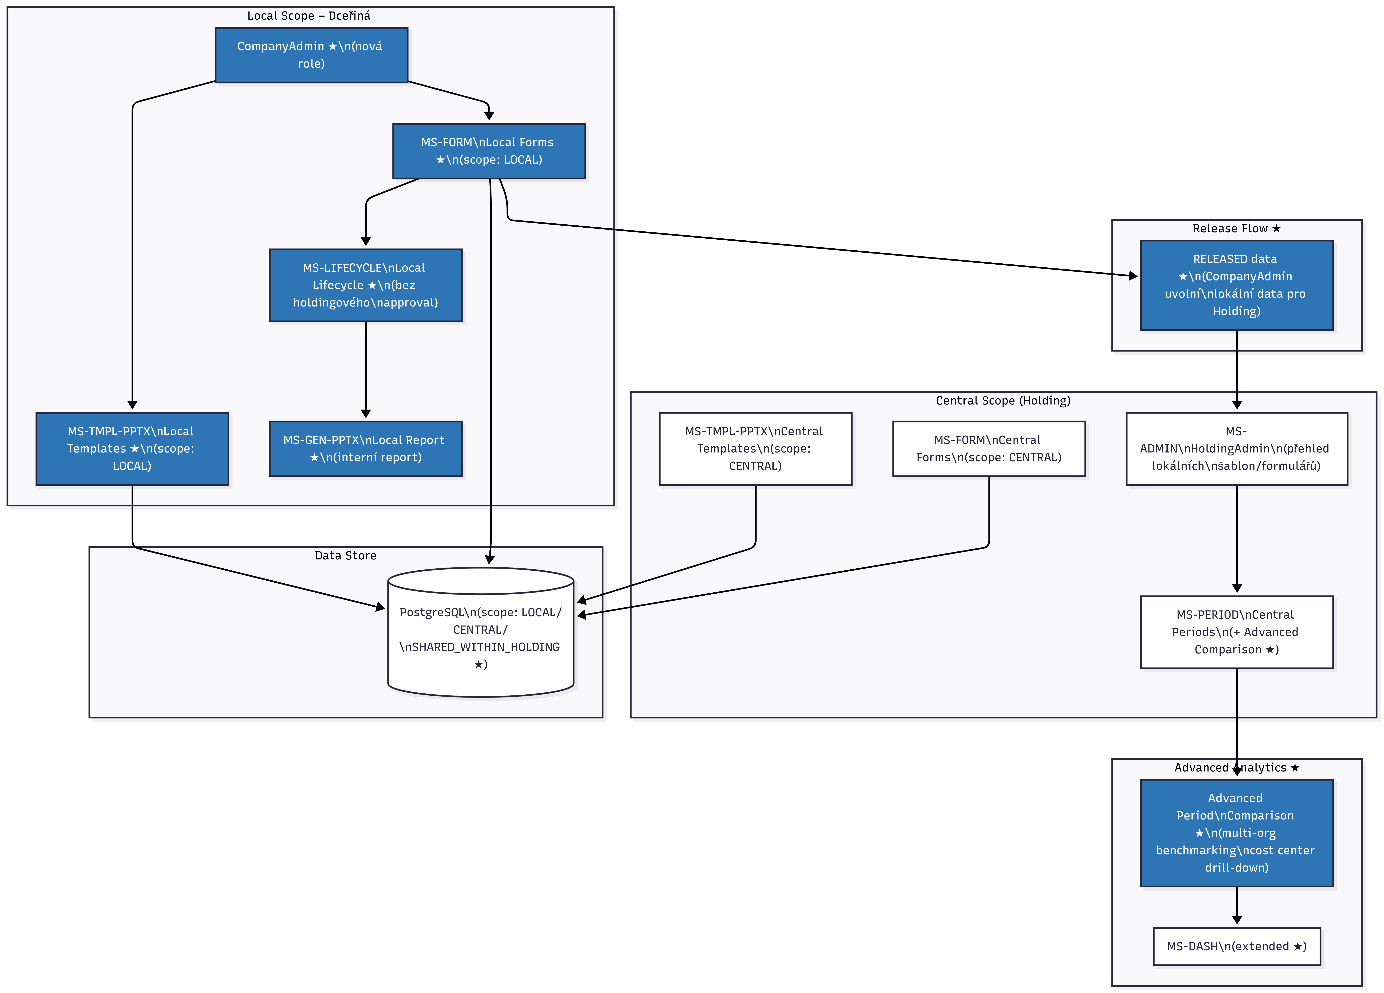 Local Scope – Dceřiná
CompanyAdmin ★\n(nová
role)
MS-FORM\nLocal Forms
★\n(scope: LOCAL)
MS-LIFECYCLE\nLocal
Lifecycle ★\n(bez
holdingového\napproval)
MS-TMPL-PPTX\nLocal
Templates ★\n(scope:
LOCAL)
MS-GEN-PPTX\nLocal Report
★\n(interní report)
Release Flow ★
RELEASED data
★\n(CompanyAdmin
uvolní\nlokální data pro
Holding)
Central Scope (Holding)
MS-TMPL-PPTX\nCentral
Templates\n(scope:
CENTRAL)
MS-FORM\nCentral
Forms\n(scope: CENTRAL)
MS-
ADMIN\nHoldingAdmin\n(přehled
lokálních\nšablon/formulářů)
MS-PERIOD\nCentral
Periods\n(+ Advanced
Comparison ★)
Data Store
PostgreSQL\n(scope: LOCAL/
CENTRAL/
\nSHARED_WITHIN_HOLDING
★)
Advanced Analytics ★
Advanced
Period\nComparison
★\n(multi-org
benchmarking\ncost center
drill-down)
MS-DASH\n(extended ★)